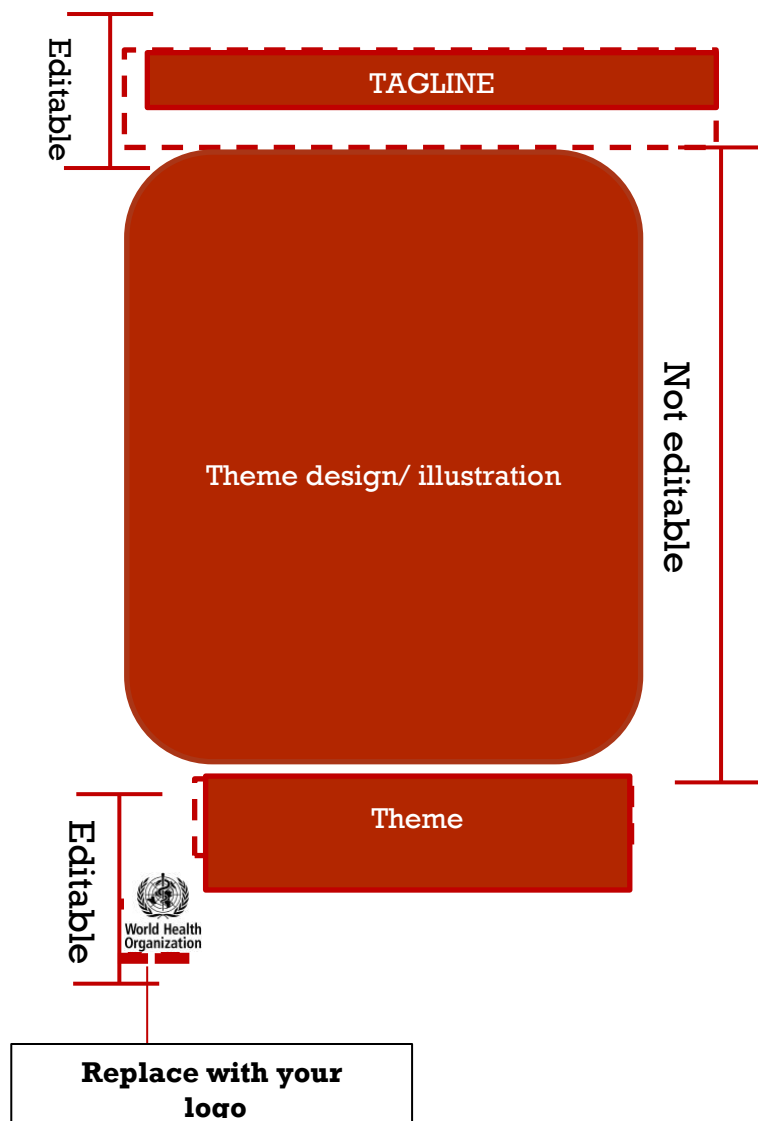 Editable
TAGLINE
Not editable
Theme design/ illustration
Theme
Editable
World Health
Organization
Replace with your
logo